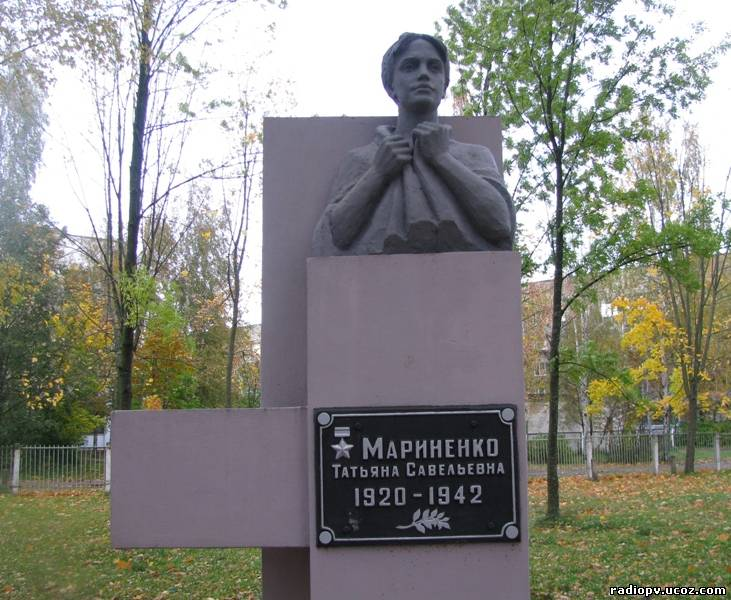 Мариненко
Татьяна Савельевна
1920-1942
radiopv.ucoz.com